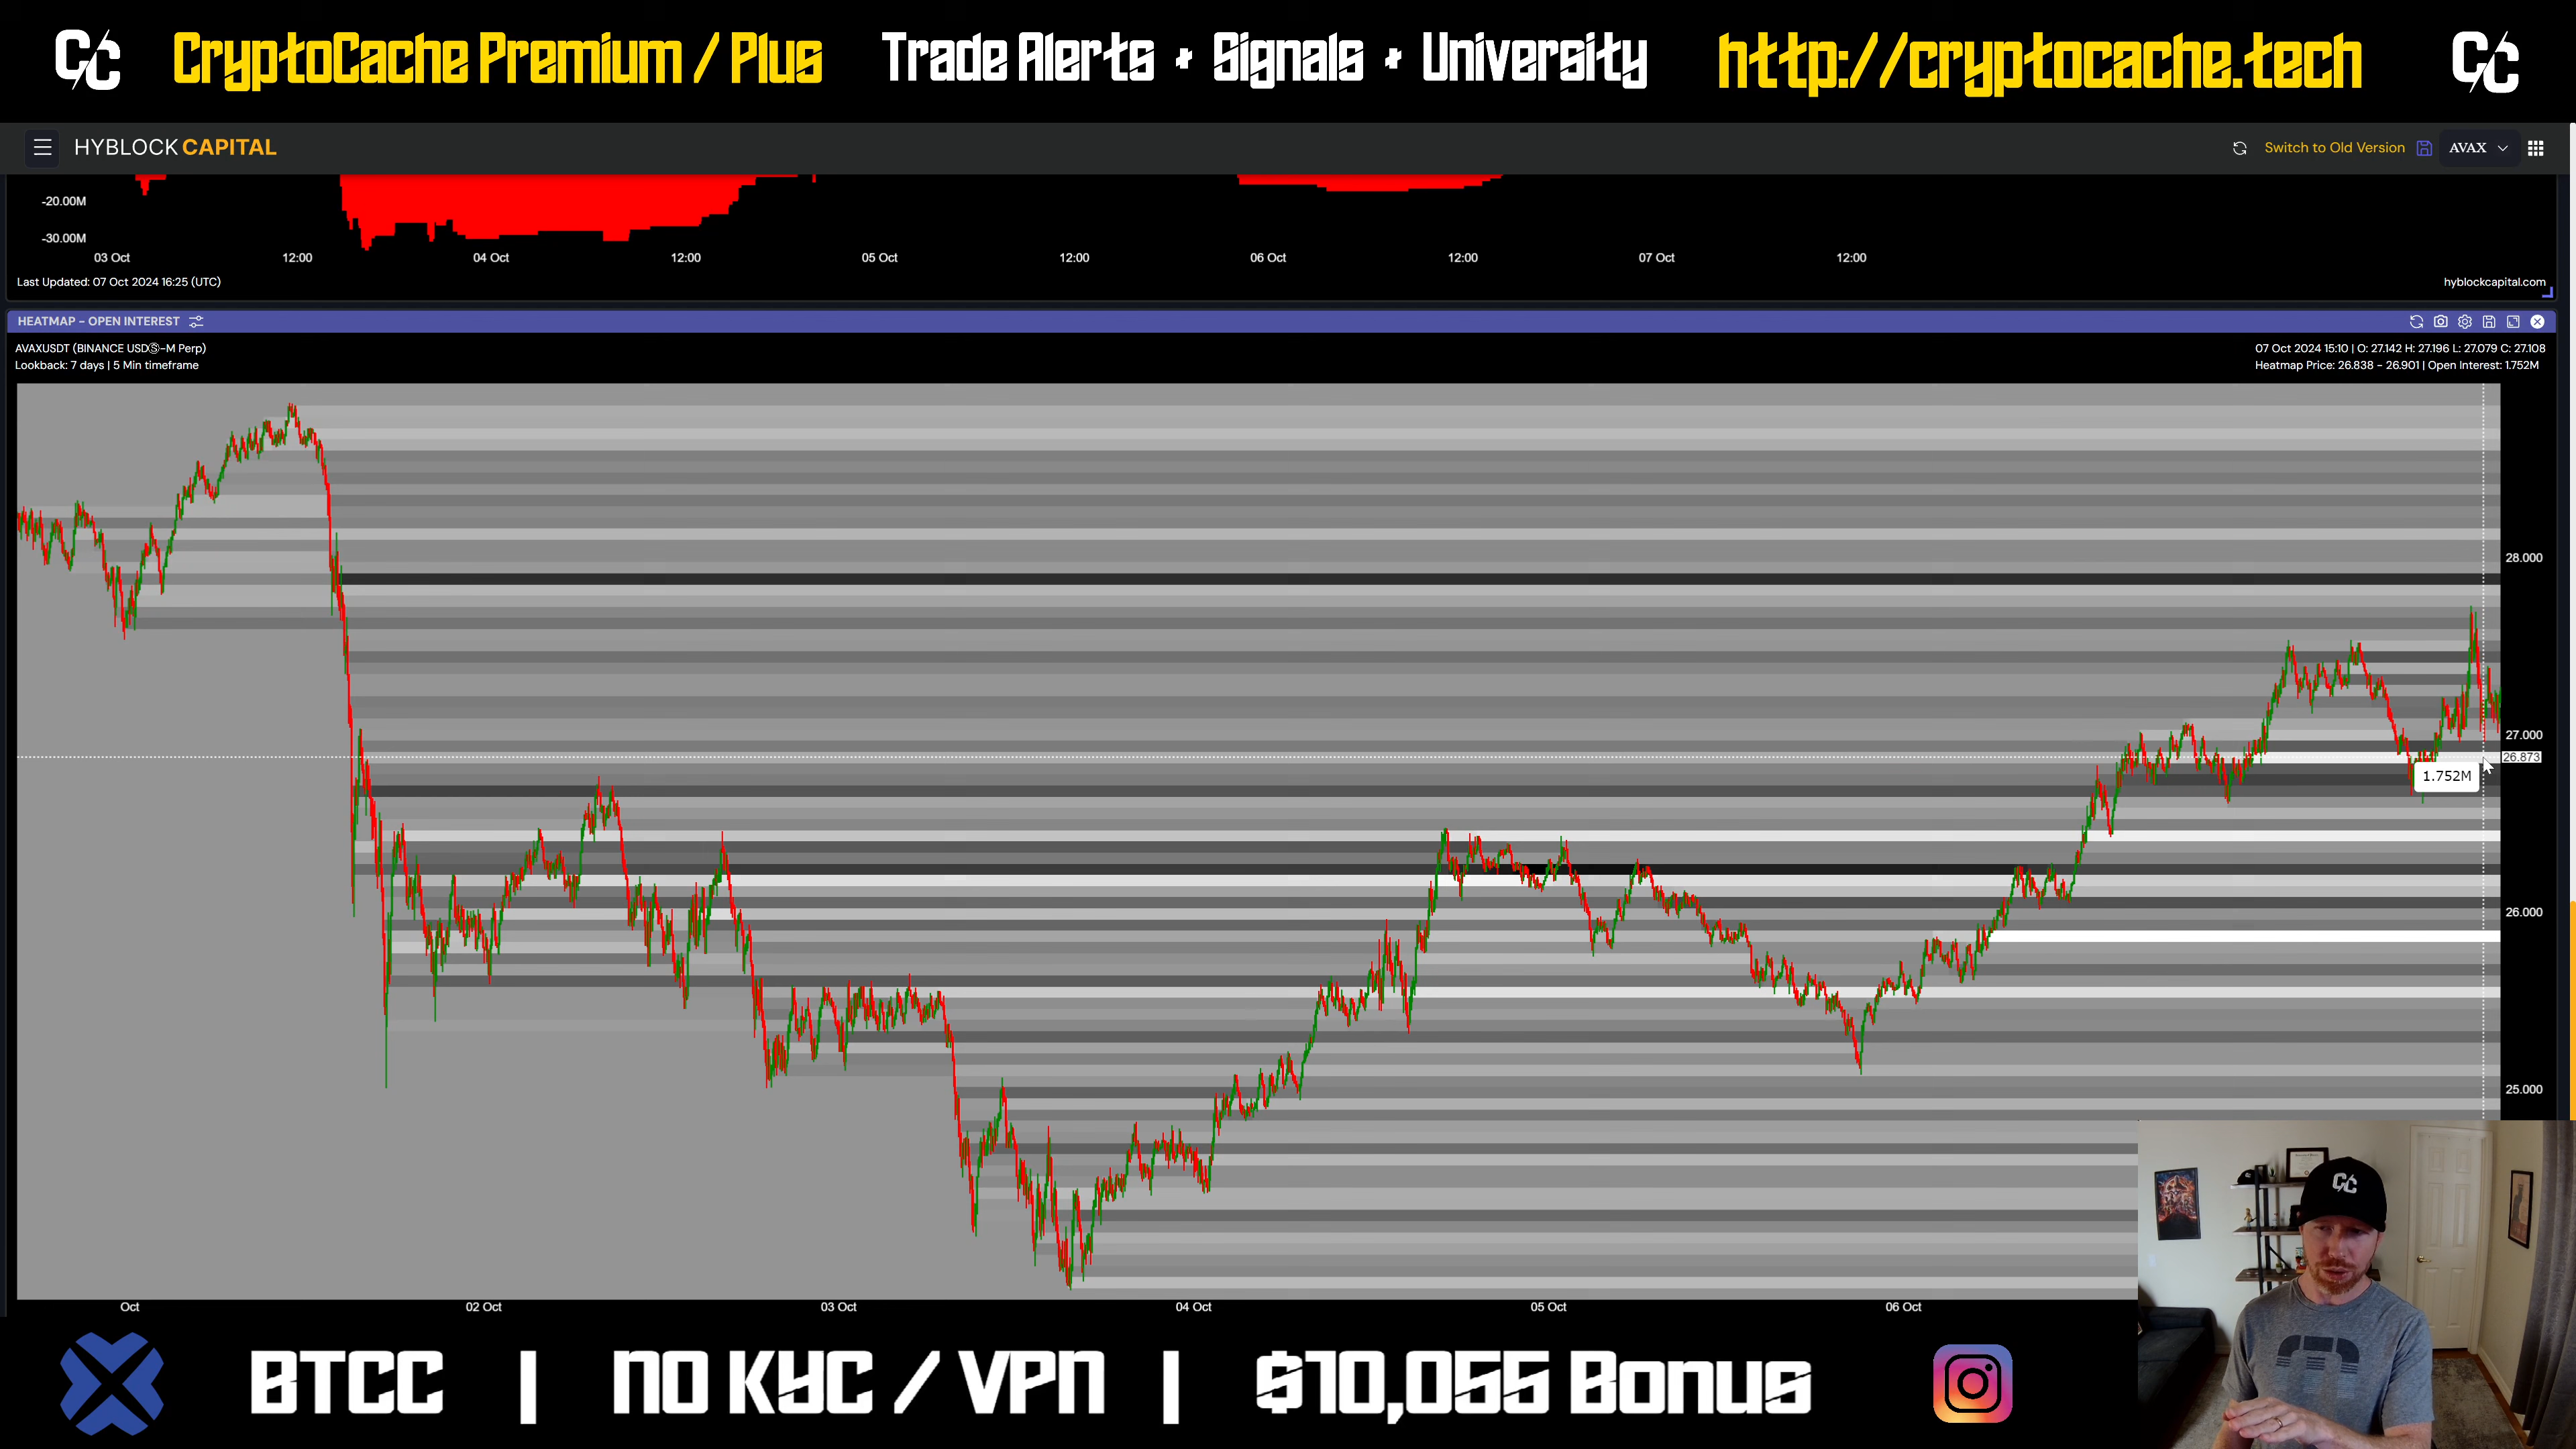 CC CryptoCache Premium / Plus Trade Alerts + Signals + University http://cryptocache.tech CC
HYBLOCK CAPITAL Switch to Old Version AVAX
-20.00M
-30.00M
03 Oct 12:00 04 Oct 12:00 05 Oct 12:00 06 Oct 12:00 07 Oct 12:00
Last Updated: 07 Oct 2024 16:25 (UTC) hyblockcapital.com
HEATMAP - OPEN INTEREST
AVAXUSDT (BINANCE USDⓈ-M Perp) 07 Oct 2024 15:10 | O: 27.142 H: 27.196 L: 27.079 C: 27.108
Lookback: 7 days | 5 Min timeframe Heatmap Price: 26.838 - 26.901 | Open Interest: 1.752M
28.000
27.000
26.873
1.752M
26.000
25.000
CC
Oct 02 Oct 03 Oct 04 Oct 05 Oct 06 Oct
BTCC | NO KYC / VPN | $10,055 Bonus